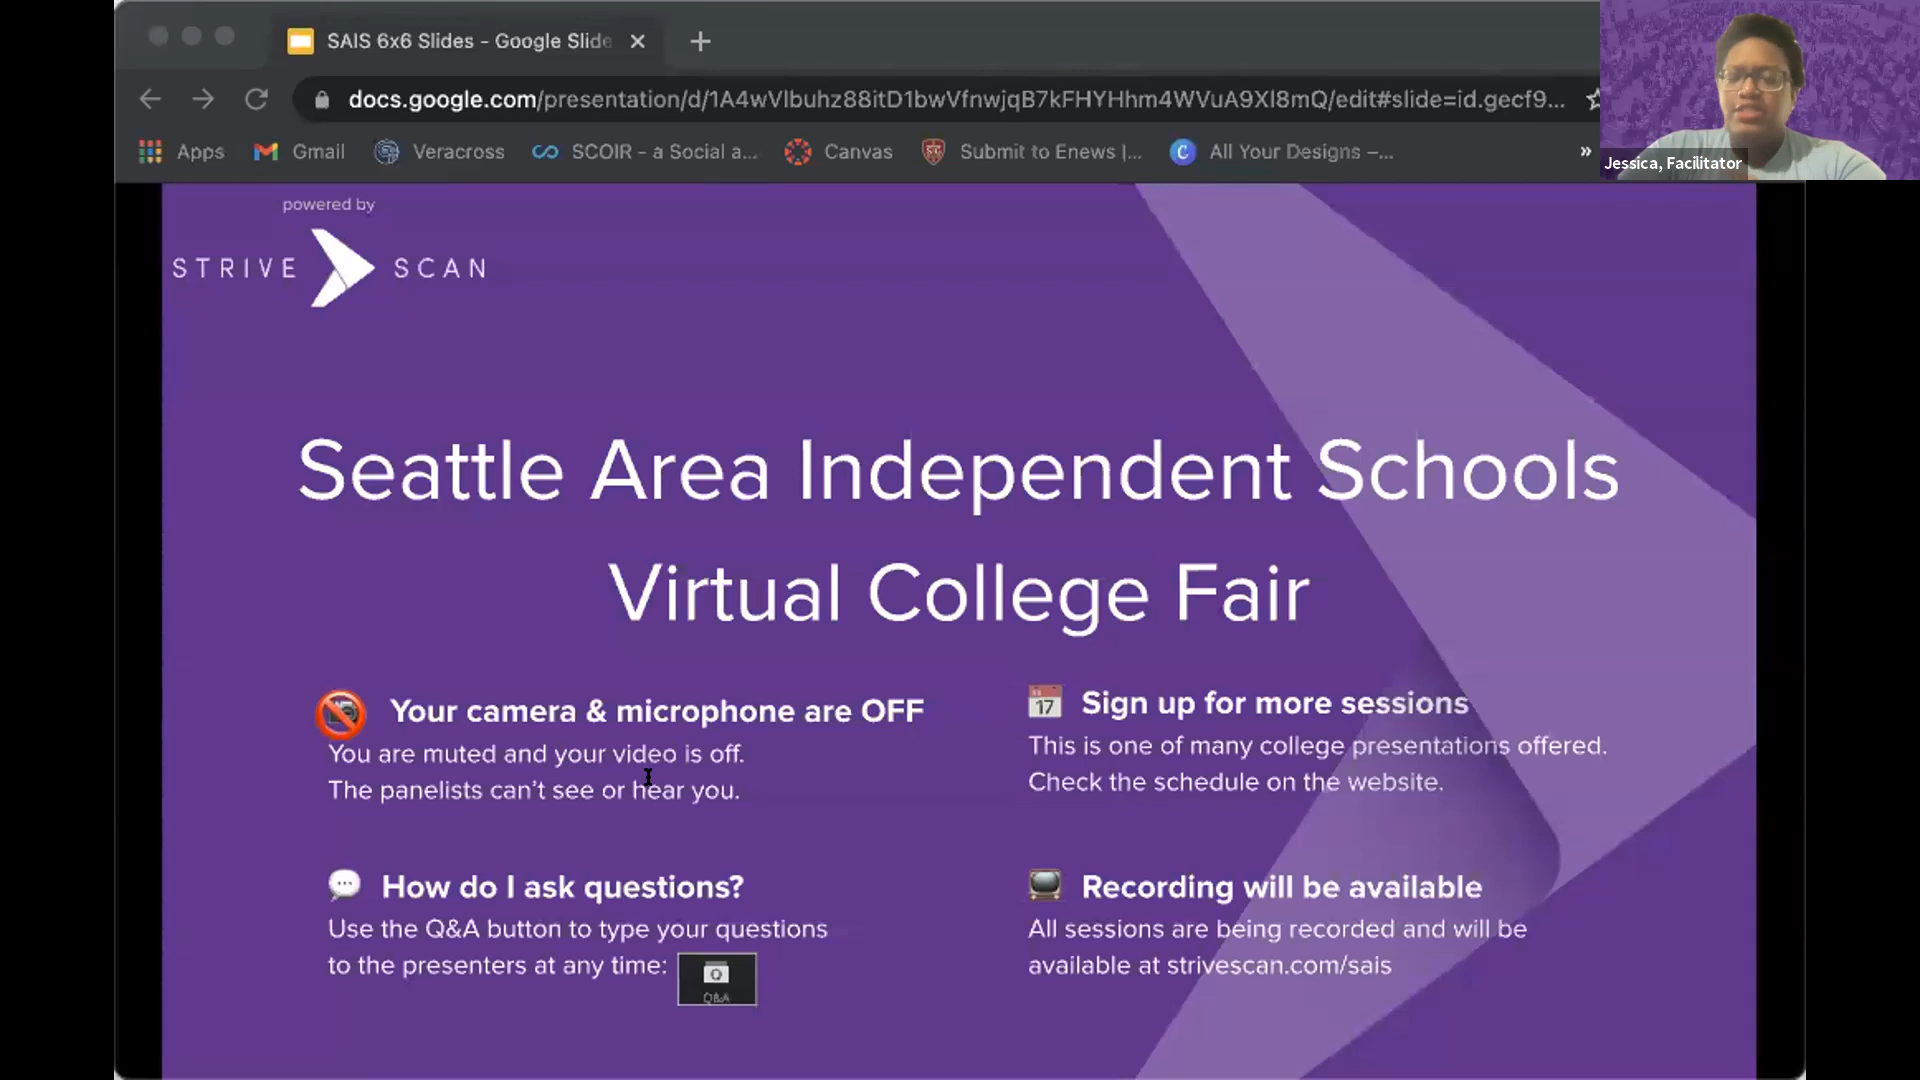 SAIS 6x6 Slides - Google Slide
docs.google.com/presentation/d/1A4wVlbuhz88itD1bwVfnwjqB7kFHYHhm4WVuA9Xl8mQ/edit#slide=id.gecf9...
Apps
Gmail
Veracross
SCOIR - a Social a...
Canvas
Submit to Enews |...
C
All Your Designs –...
»
Jessica, Facilitator
powered by
STRIVE SCAN
Seattle Area Independent Schools
Virtual College Fair
Your camera & microphone are OFF
You are muted and your video is off.
The panelists can't see or hear you.
17
Sign up for more sessions
This is one of many college presentations offered.
Check the schedule on the website.
How do I ask questions?
Use the Q&A button to type your questions
to the presenters at any time:
Q&A
Recording will be available
All sessions are being recorded and will be
available at strivescan.com/sais